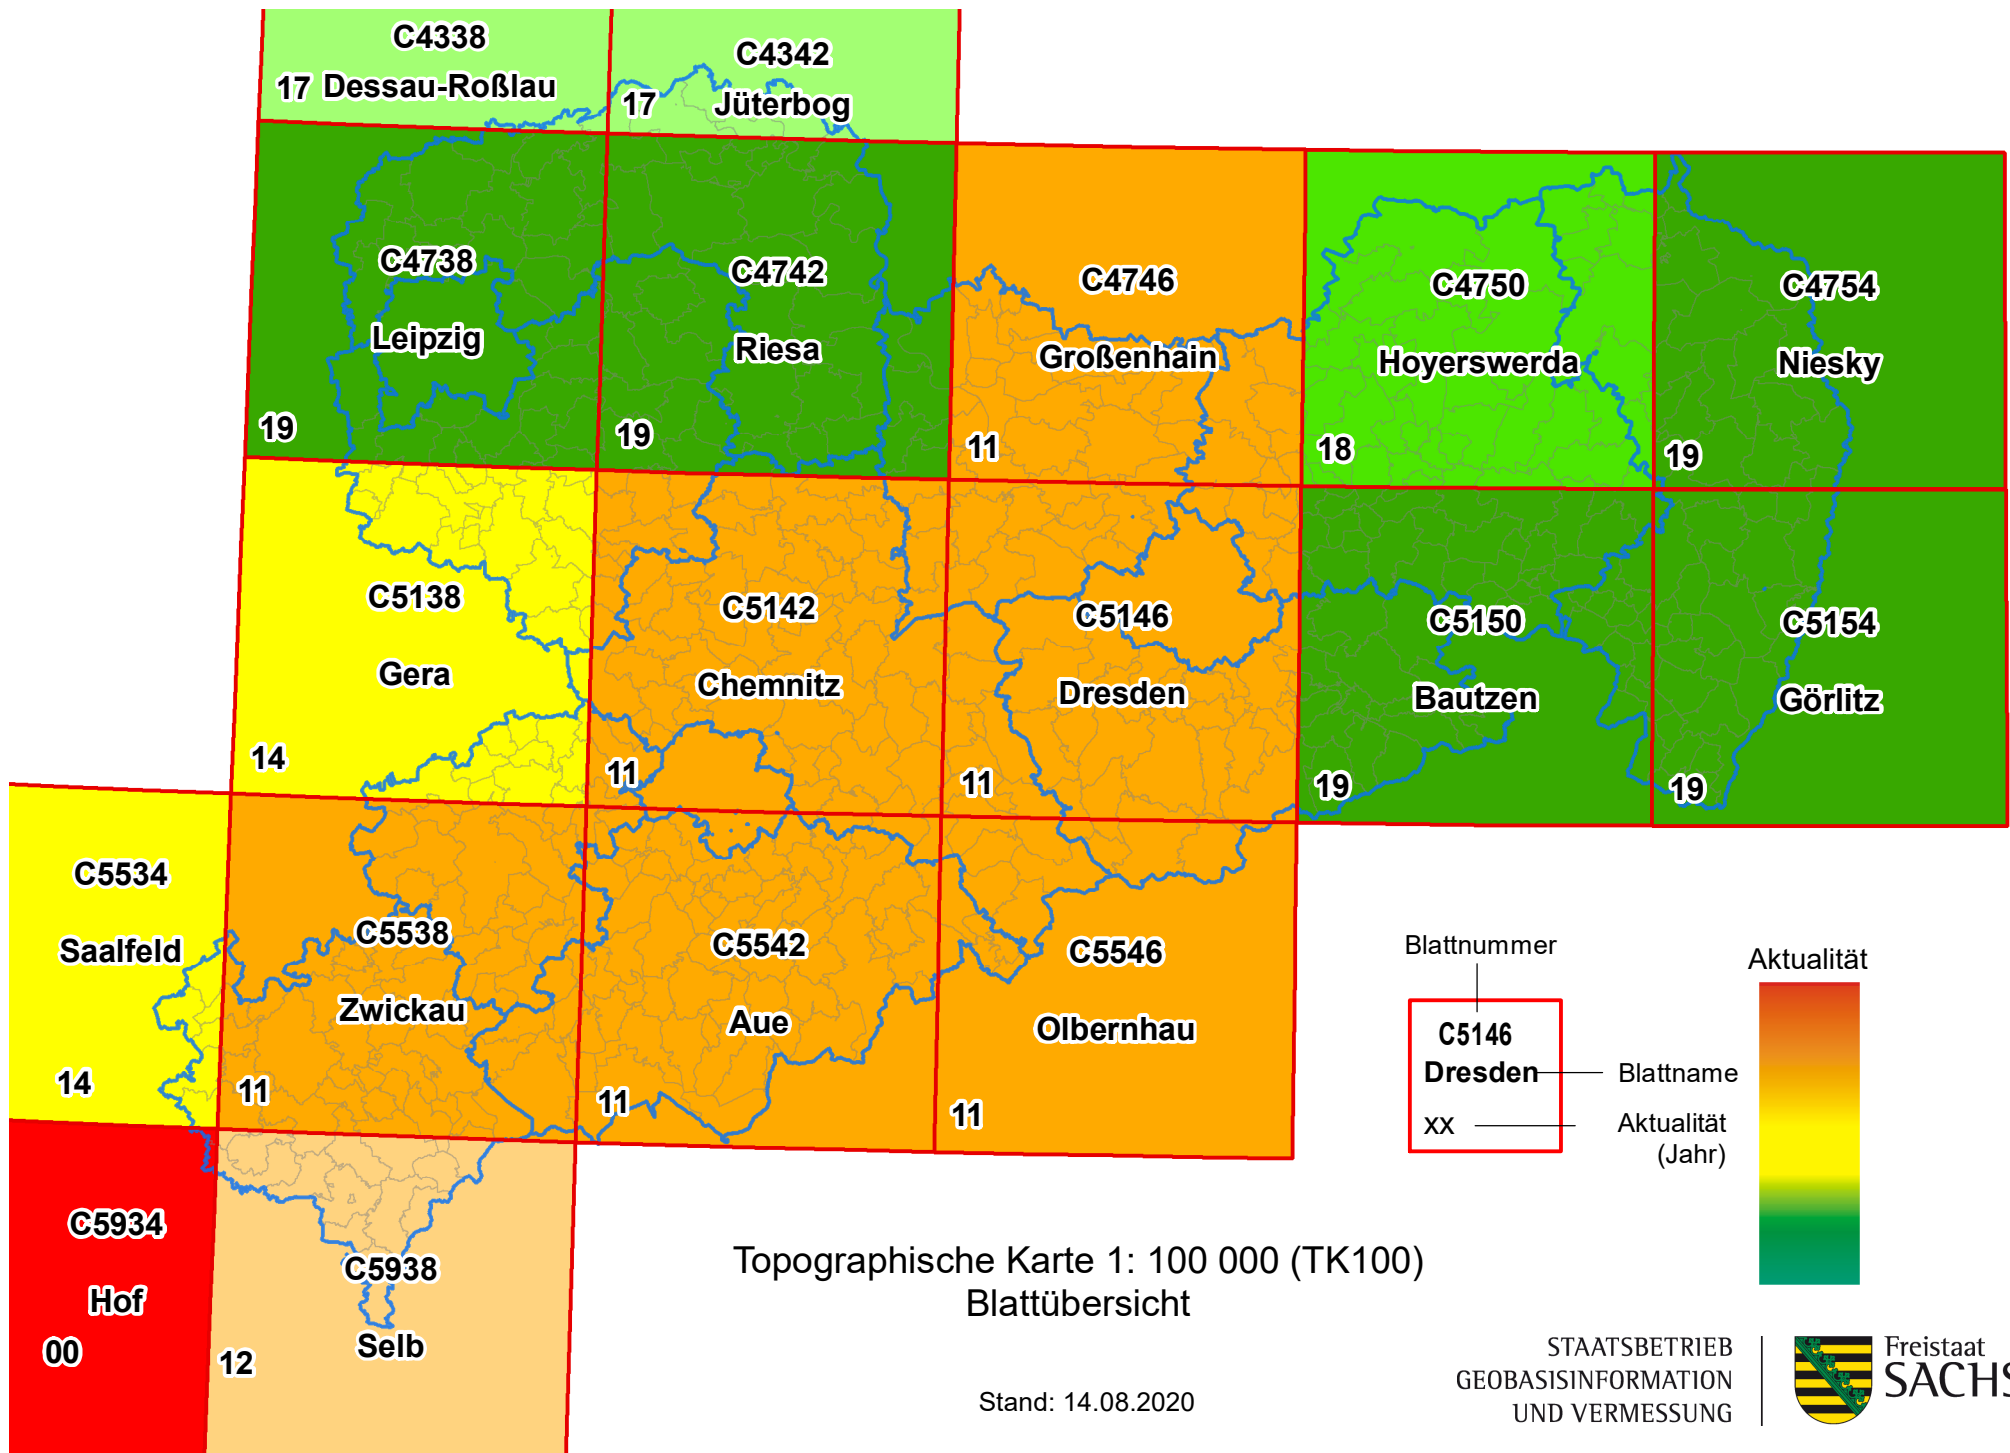 C4338
17 Dessau-Roßlau
C4342
17 Jüterbog
C4738
Leipzig
19
C4742
Riesa
19
C4746
Großenhain
11
C4750
Hoyerswerda
18
C4754
Niesky
19
C5138
Gera
14
C5142
Chemnitz
11
C5146
Dresden
11
C5150
Bautzen
19
C5154
Görlitz
19
C5534
Saalfeld
14
C5538
Zwickau
11
C5542
Aue
11
C5546
Olbernhau
11
C5934
Hof
00
C5938
Selb
12
Blattnummer
C5146
Dresden
xx
Blattname
Aktualität
(Jahr)
Aktualität
Topographische Karte 1: 100 000 (TK100)
Blattübersicht
Stand: 14.08.2020
STAATSBETRIEB
GEOBASISINFORMATION
UND VERMESSUNG
Freistaat
SACHS